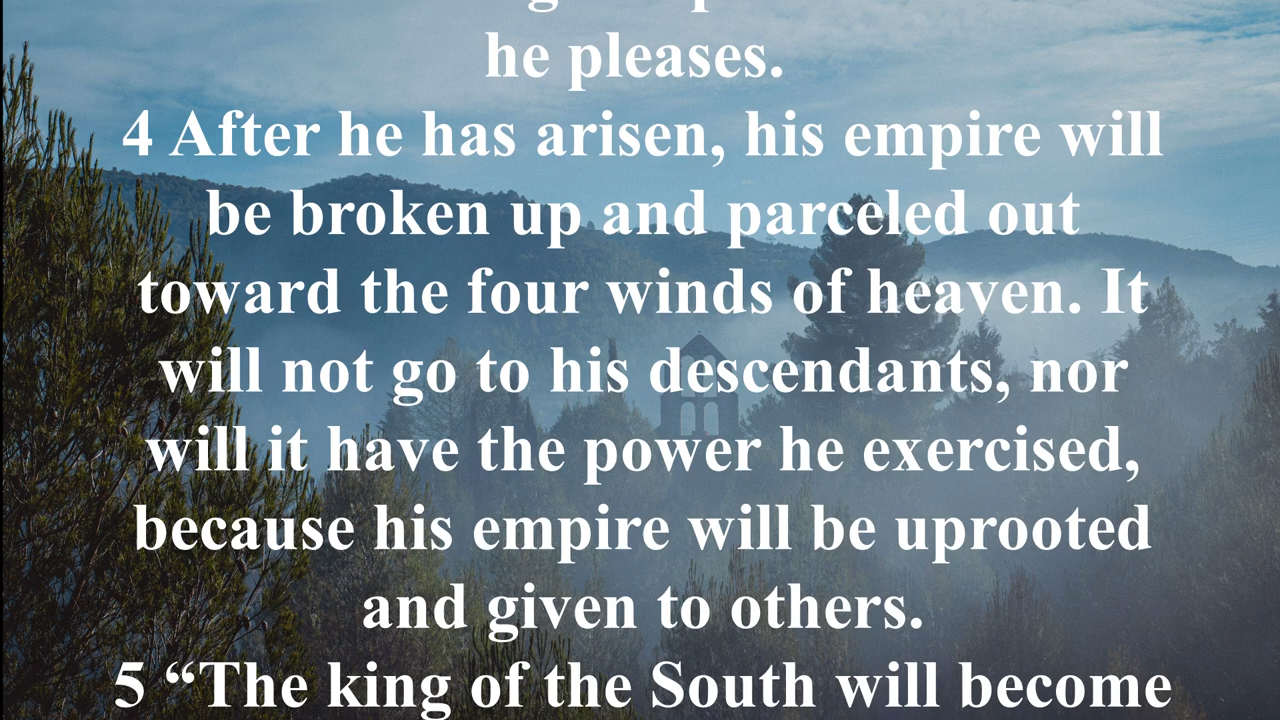 he pleases.
4 After he has arisen, his empire will
be broken up and parceled out
toward the four winds of heaven. It
will not go to his descendants, nor
will it have the power he exercised,
because his empire will be uprooted
and given to others.
5 “The king of the South will become